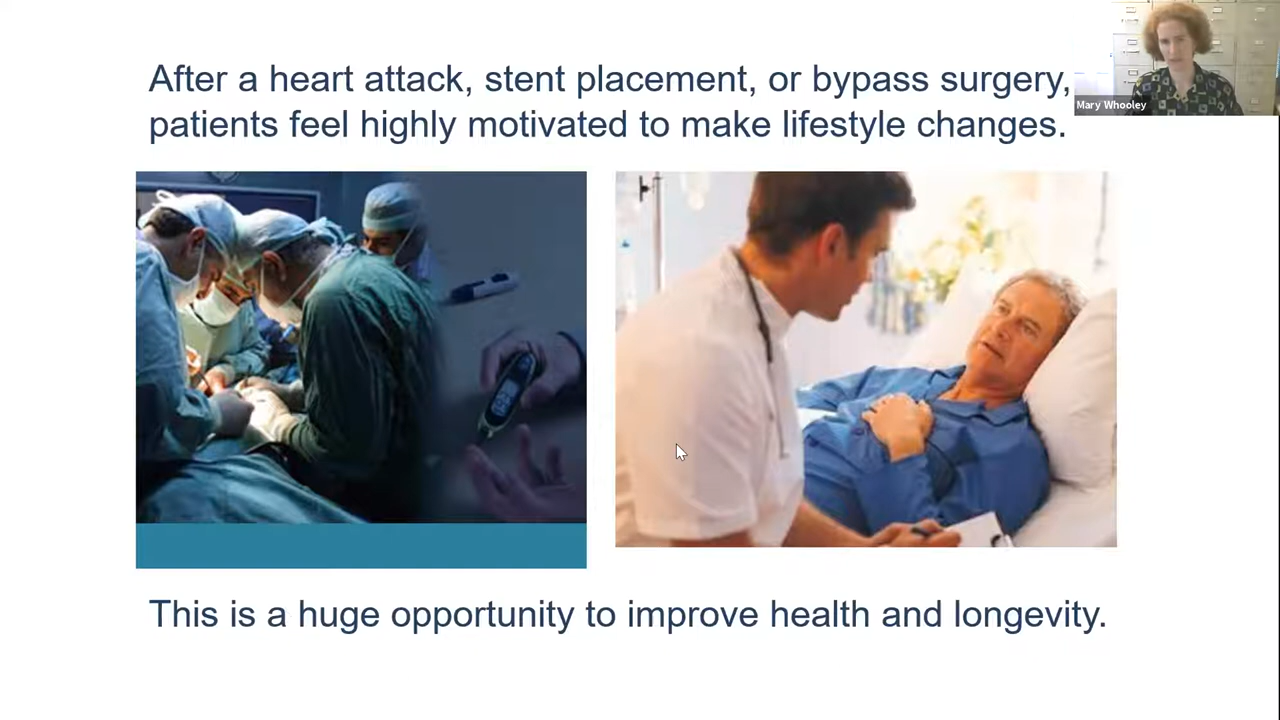 After a heart attack, stent placement, or bypass surgery,
patients feel highly motivated to make lifestyle changes.
Mary Whooley
This is a huge opportunity to improve health and longevity.